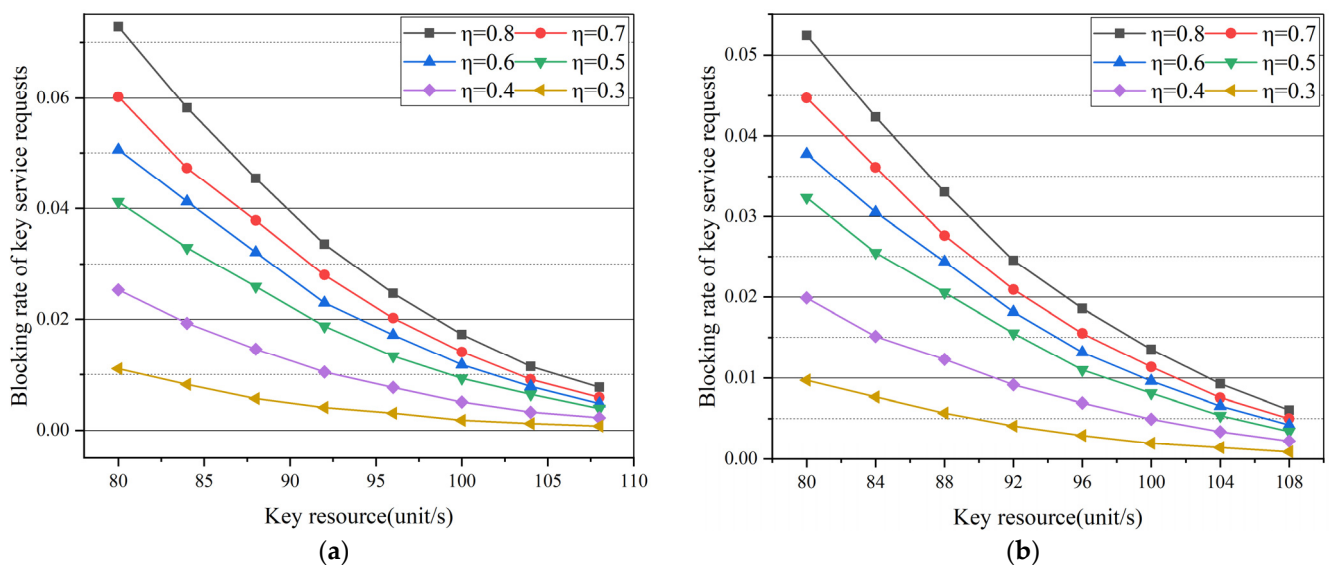 (a)
Blocking rate of key service requests
0.06
0.04
0.02
0.00
η=0.8 η=0.7
η=0.6 η=0.5
η=0.4 η=0.3
80 85 90 95 100 105 110
Key resource(unit/s)
(b)
Blocking rate of key service requests
0.05
0.04
0.03
0.02
0.01
0.00
η=0.8 η=0.7
η=0.6 η=0.5
η=0.4 η=0.3
80 84 88 92 96 100 104 108
Key resource(unit/s)